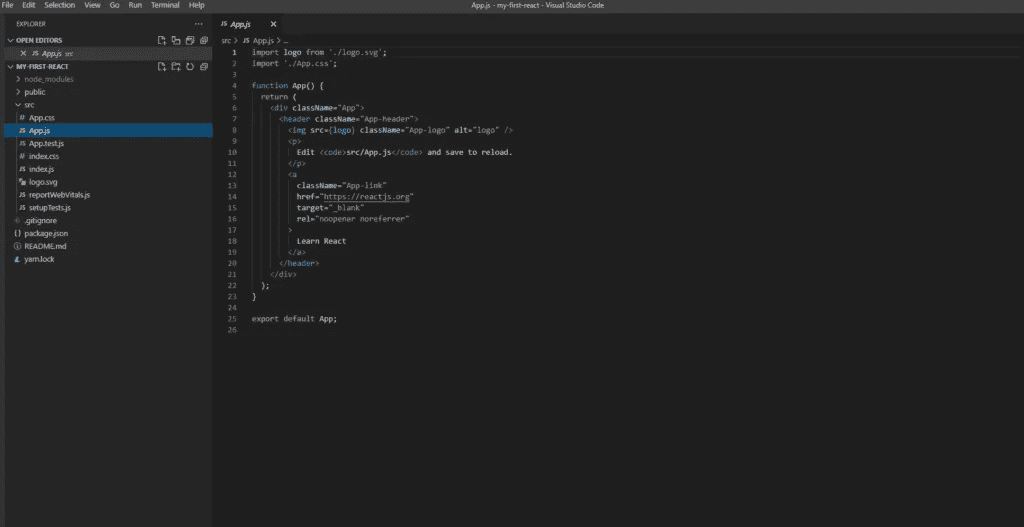 File Edit Selection View Go Run Terminal Help
App.js - my-first-react - Visual Studio Code
EXPLORER
OPEN EDITORS
App.js src
MY-FIRST-REACT
node_modules
public
src
# App.css
JS App.js
JS App.test.js
# index.css
JS index.js
logo.svg
JS reportWebVitals.js
JS setupTests.js
.gitignore
{} package.json
README.md
yarn.lock
JS App.js
src > JS App.js > ...
1 import logo from './logo.svg';
2 import './App.css';
3
4 function App() {
5 return (
6 <div className="App">
7 <header className="App-header">
8 <img src={logo} className="App-logo" alt="logo" />
9 <p>
10 Edit <code>src/App.js</code> and save to reload.
11 </p>
12 <a
13 className="App-link"
14 href="https://reactjs.org"
15 target="_blank"
16 rel="noopener noreferrer"
17 >
18 Learn React
19 </a>
20 </header>
21 </div>
22 );
23 }
24
25 export default App;
26